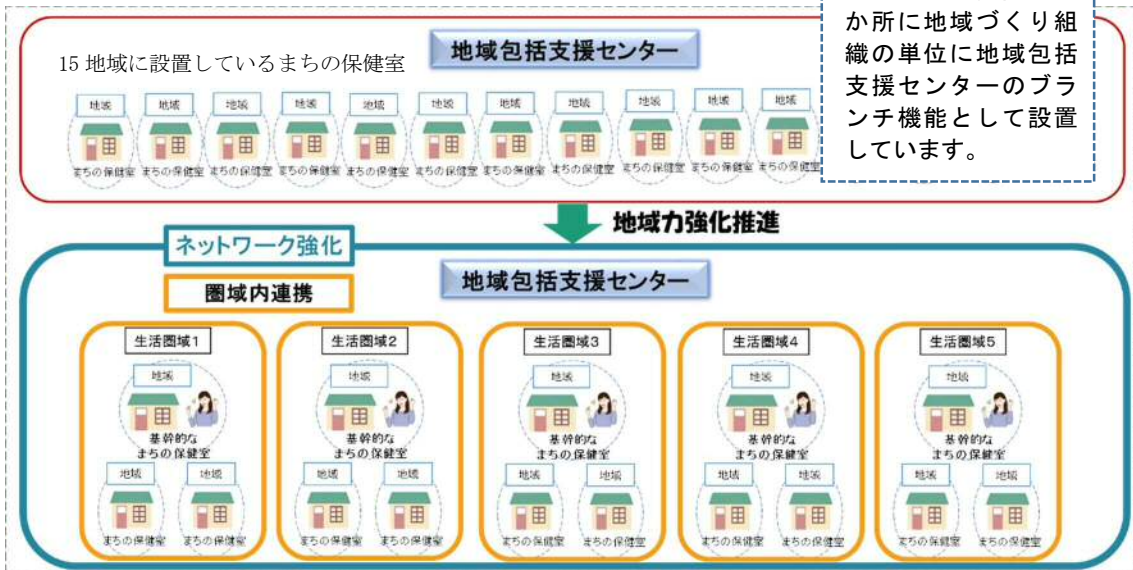 か所に地域づくり組
織の単位に地域包括
支援センターのブラ
ンチ機能として設置
しています。
地域包括支援センター
15 地域に設置しているまちの保健室
地域 地域 地域 地域 地域 地域 地域 地域 地域 地域 地域
まちの保健室 まちの保健室 まちの保健室 まちの保健室 まちの保健室 まちの保健室 まちの保健室 まちの保健室 まちの保健室 まちの保健室 まちの保健室
地域力強化推進
ネットワーク強化
地域包括支援センター
圏域内連携
生活圏域1 生活圏域2 生活圏域3 生活圏域4 生活圏域5
地域 地域 地域 地域 地域
基幹的な 基幹的な 基幹的な 基幹的な 基幹的な
まちの保健室 まちの保健室 まちの保健室 まちの保健室 まちの保健室
地域 地域 地域 地域 地域 地域 地域 地域 地域 地域
まちの保健室 まちの保健室 まちの保健室 まちの保健室 まちの保健室 まちの保健室 まちの保健室 まちの保健室 まちの保健室 まちの保健室